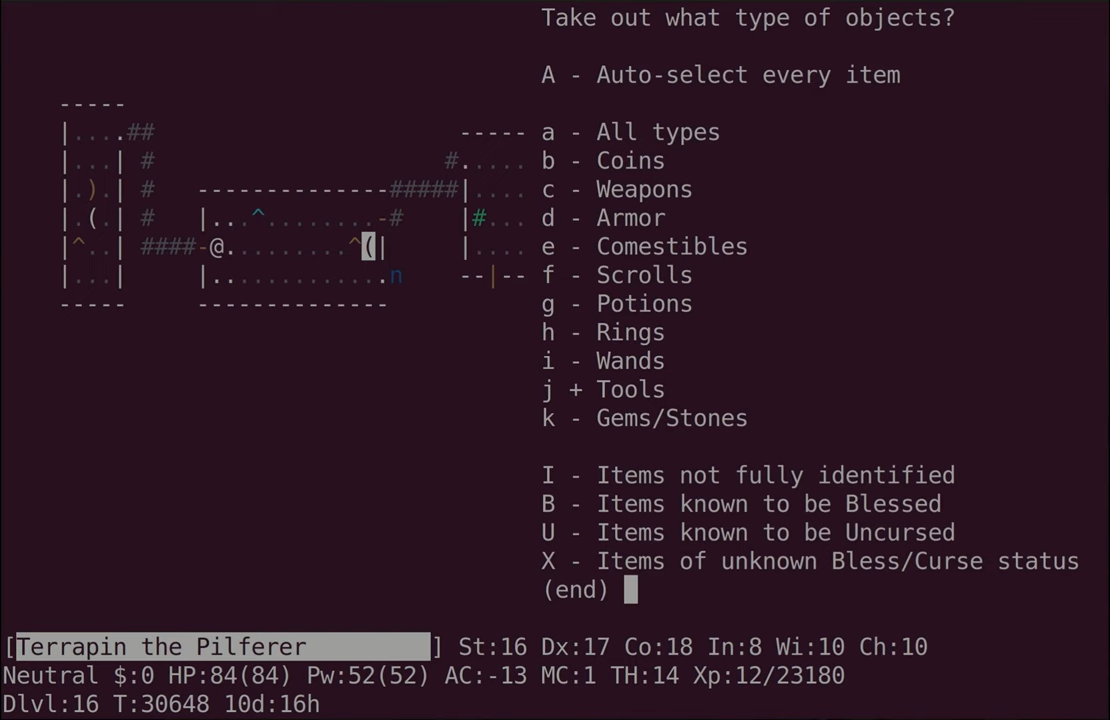 Take out what type of objects?
A - Auto-select every item
-----
|....## ----- a - All types
|...| # #..... b - Coins
|.).| # --------------#####|.... c - Weapons
|.(.| # |...^........-# |#... d - Armor
|^..| ####-@.........^(| |.... e - Comestibles
|...| |.............n --|-- f - Scrolls
----- -------------- g - Potions
h - Rings
i - Wands
j + Tools
k - Gems/Stones
I - Items not fully identified
B - Items known to be Blessed
U - Items known to be Uncursed
X - Items of unknown Bless/Curse status
(end)
[Terrapin the Pilferer ] St:16 Dx:17 Co:18 In:8 Wi:10 Ch:10
Neutral $:0 HP:84(84) Pw:52(52) AC:-13 MC:1 TH:14 Xp:12/23180
Dlvl:16 T:30648 10d:16h